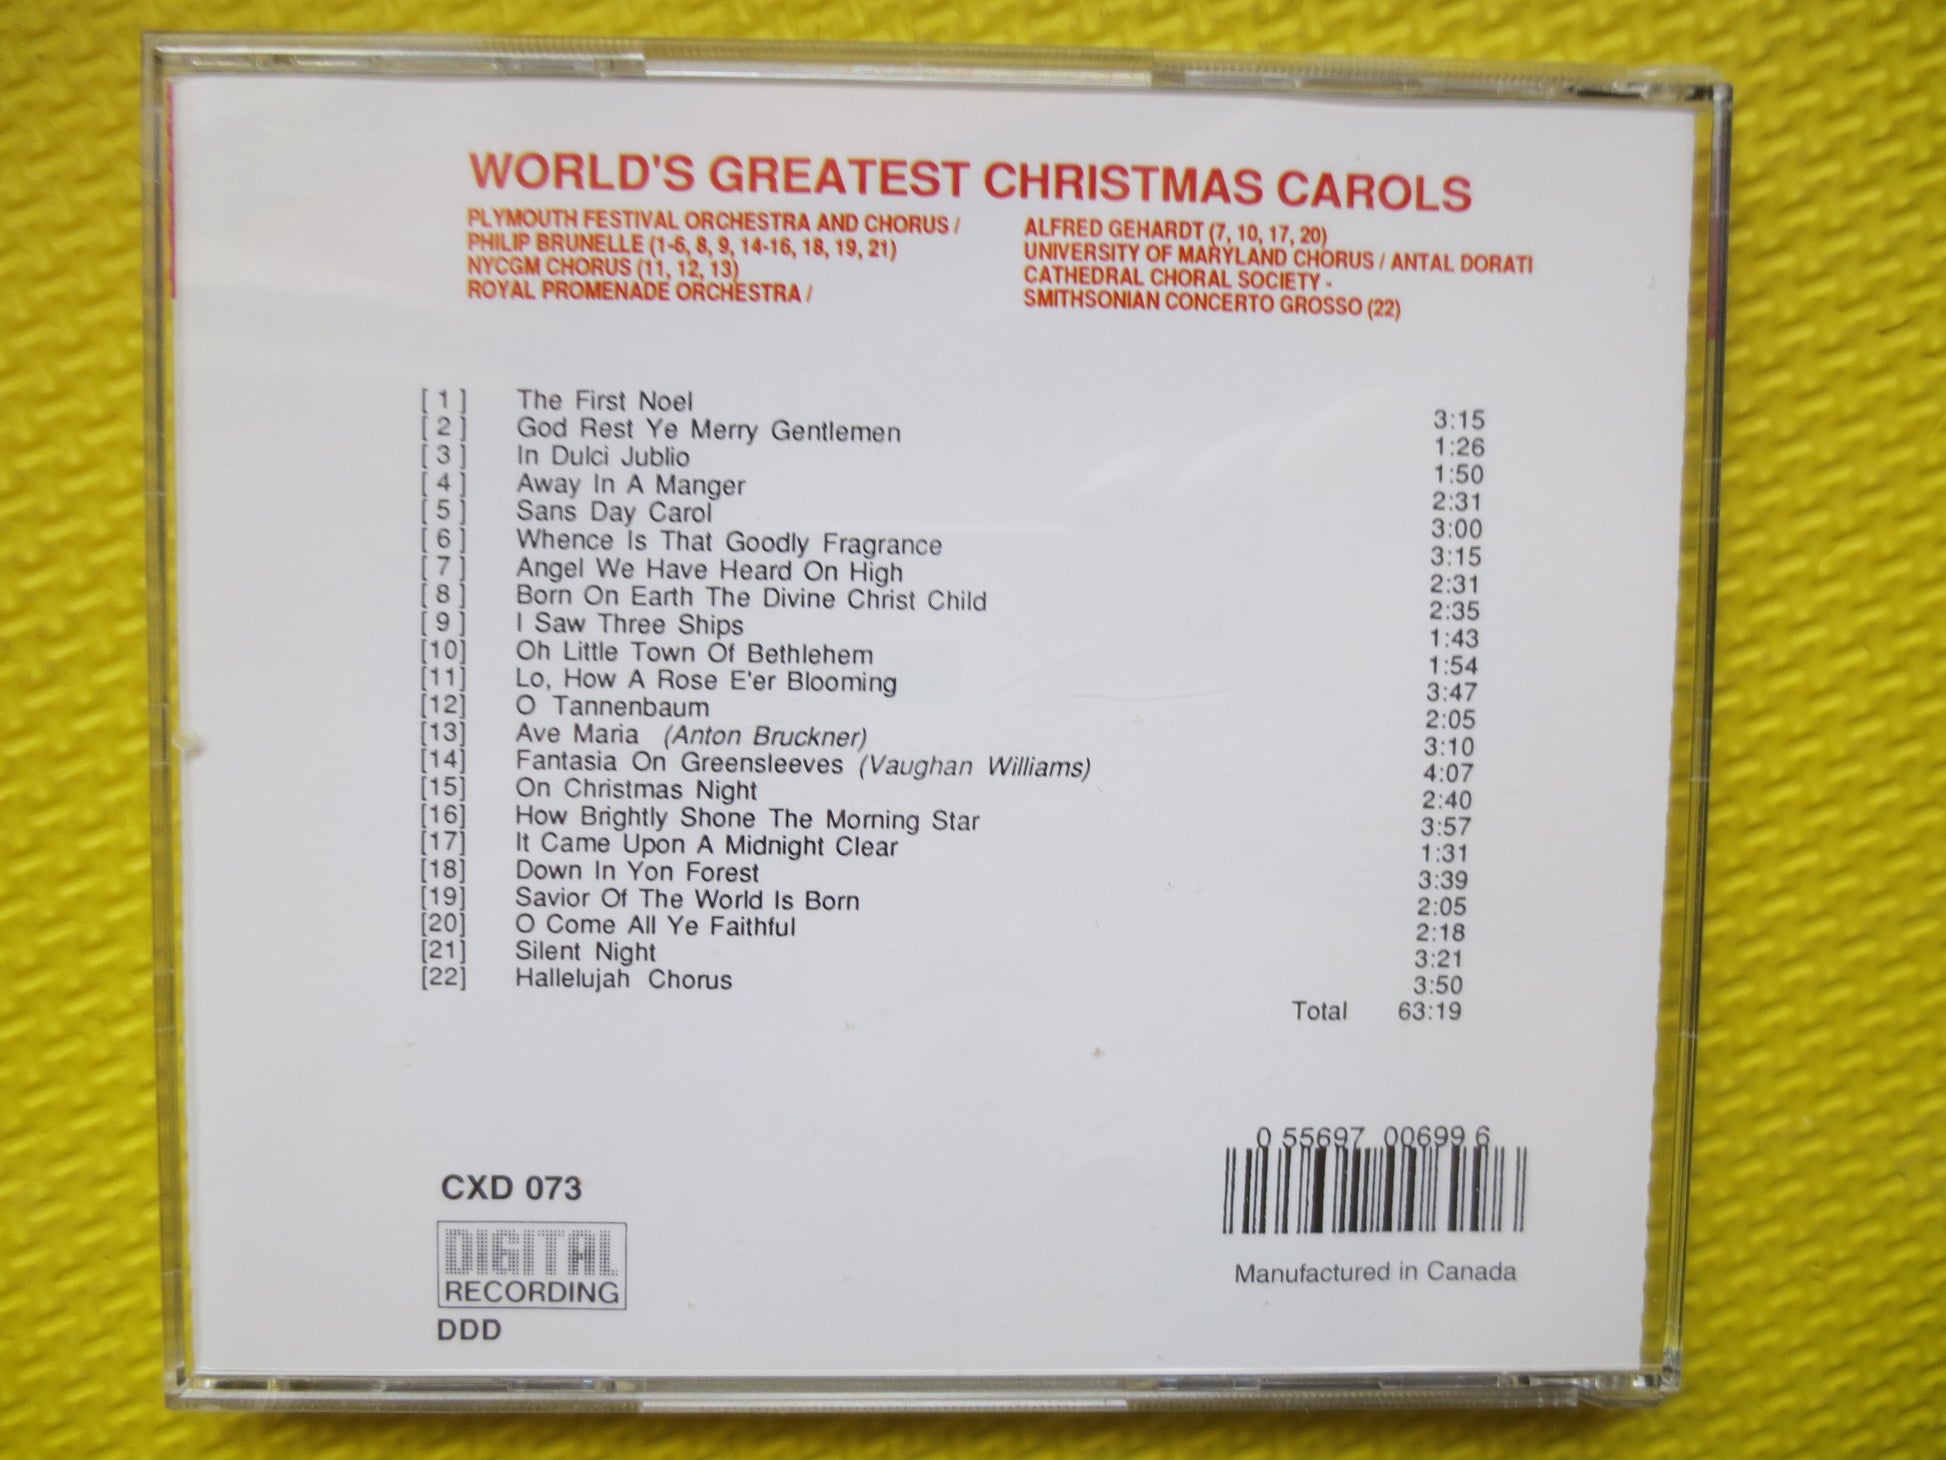 WORLD'S GREATEST CHRISTMAS CAROLS
PLYMOUTH FESTIVAL ORCHESTRA AND CHORUS /
PHILIP BRUNELLE (1-6, 8, 9, 14-16, 18, 19, 21)
NYCGM CHORUS (11, 12, 13)
ROYAL PROMENADE ORCHESTRA /
ALFRED GEHARDT (7, 10, 17, 20)
UNIVERSITY OF MARYLAND CHORUS / ANTAL DORATI
CATHEDRAL CHORAL SOCIETY -
SMITHSONIAN CONCERTO GROSSO (22)
[ 1 ] The First Noel 3:15
[ 2 ] God Rest Ye Merry Gentlemen 1:26
[ 3 ] In Dulci Jublio 1:50
[ 4 ] Away In A Manger 2:31
[ 5 ] Sans Day Carol 3:00
[ 6 ] Whence Is That Goodly Fragrance 3:15
[ 7 ] Angel We Have Heard On High 2:31
[ 8 ] Born On Earth The Divine Christ Child 2:35
[ 9 ] I Saw Three Ships 1:43
[10] Oh Little Town Of Bethlehem 1:54
[11] Lo, How A Rose E'er Blooming 3:47
[12] O Tannenbaum 2:05
[13] Ave Maria (Anton Bruckner) 3:10
[14] Fantasia On Greensleeves (Vaughan Williams) 4:07
[15] On Christmas Night 2:40
[16] How Brightly Shone The Morning Star 3:57
[17] It Came Upon A Midnight Clear 1:31
[18] Down In Yon Forest 3:39
[19] Savior Of The World Is Born 2:05
[20] O Come All Ye Faithful 2:18
[21] Silent Night 3:21
[22] Hallelujah Chorus 3:50
Total 63:19
0 55697 00699 6
Manufactured in Canada
CXD 073
DIGITAL
RECORDING
DDD